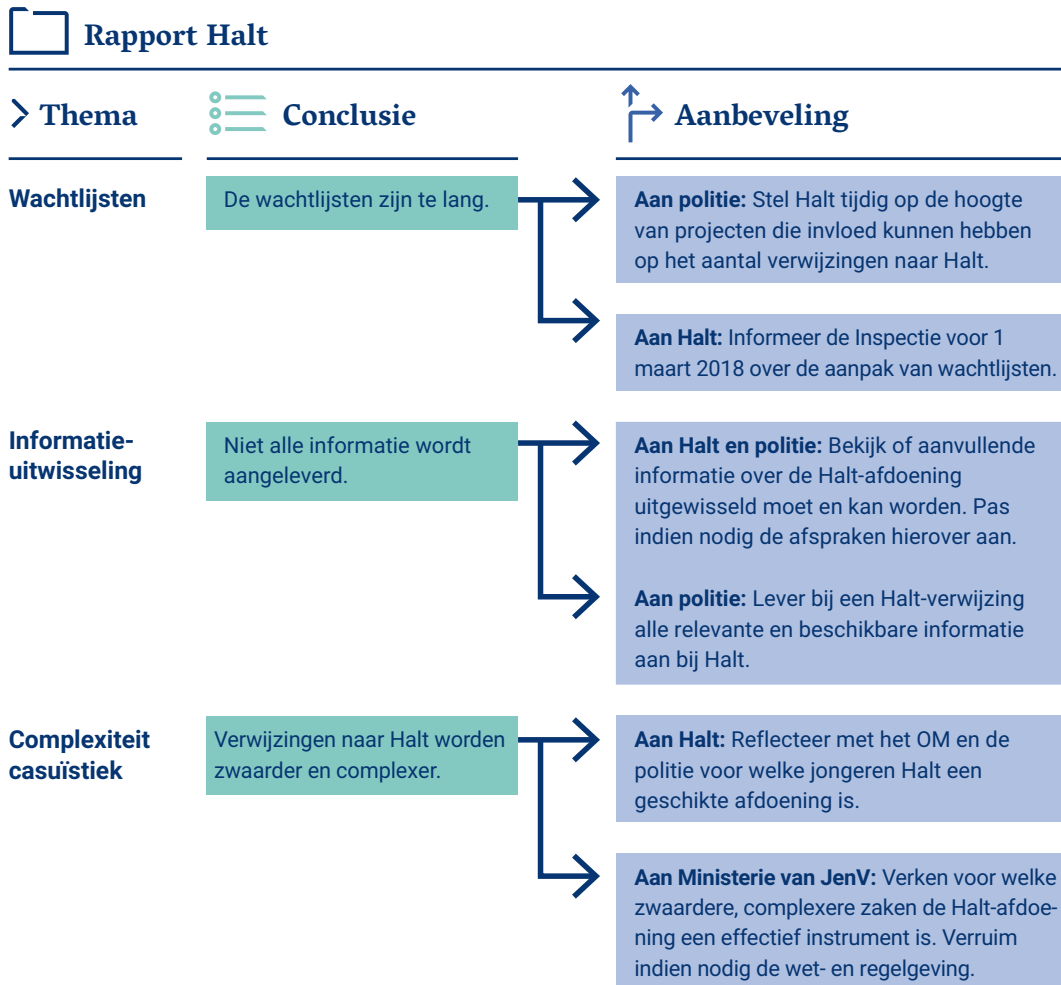 Rapport Halt
Thema
Conclusie
Aanbeveling
Wachtlijsten
De wachtlijsten zijn te lang.
Aan politie: Stel Halt tijdig op de hoogte
van projecten die invloed kunnen hebben
op het aantal verwijzingen naar Halt.
Aan Halt: Informeer de Inspectie voor 1
maart 2018 over de aanpak van wachtlijsten.
Informatie-
uitwisseling
Niet alle informatie wordt
aangeleverd.
Aan Halt en politie: Bekijk of aanvullende
informatie over de Halt-afdoening
uitgewisseld moet en kan worden. Pas
indien nodig de afspraken hierover aan.
Aan politie: Lever bij een Halt-verwijzing
alle relevante en beschikbare informatie
aan bij Halt.
Complexiteit
casuïstiek
Verwijzingen naar Halt worden
zwaarder en complexer.
Aan Halt: Reflecteer met het OM en de
politie voor welke jongeren Halt een
geschikte afdoening is.
Aan Ministerie van JenV: Verken voor welke
zwaardere, complexere zaken de Halt-afdoe-
ning een effectief instrument is. Verruim
indien nodig de wet- en regelgeving.